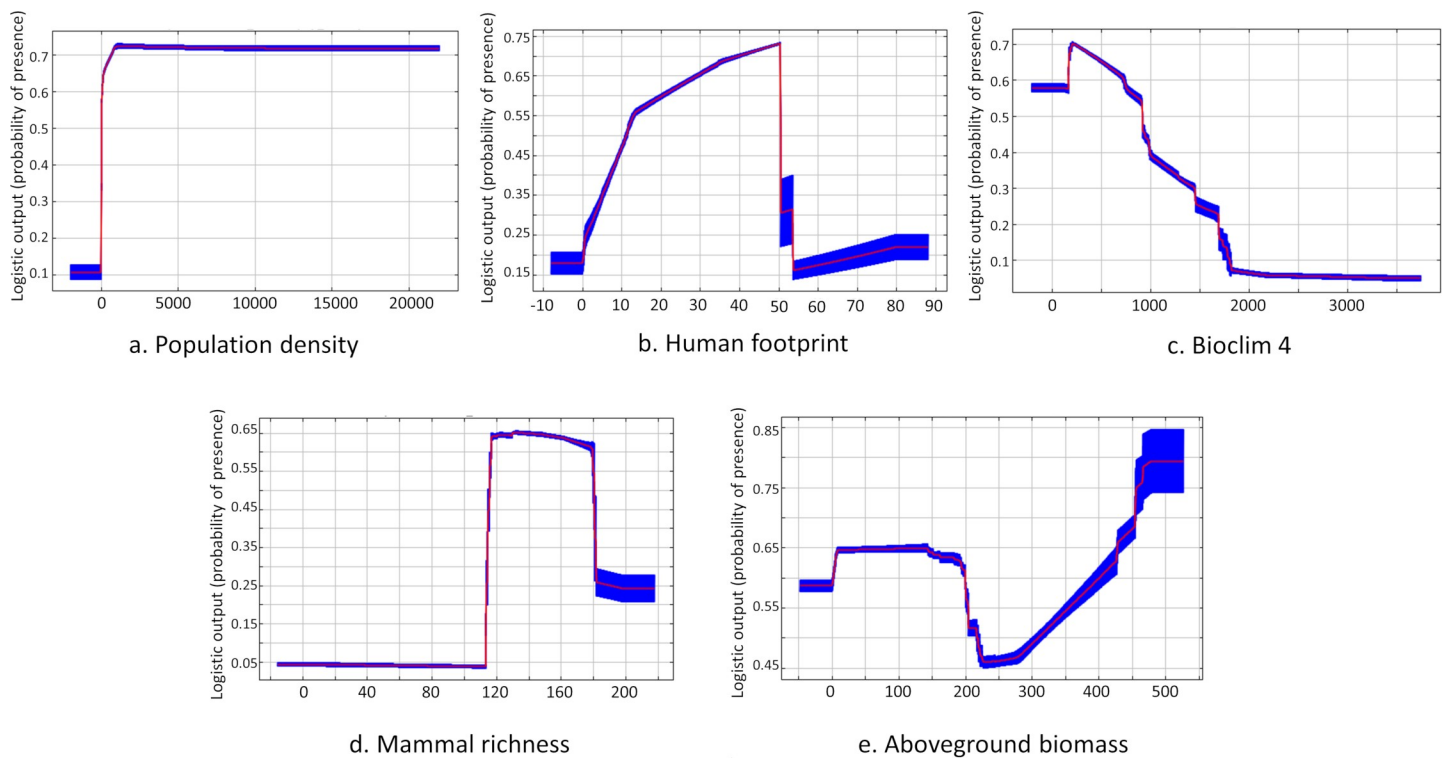 Logistic output (probability of presence)
0.7
0.6
0.5
0.4
0.3
0.2
0.1
0 5000 10000 15000 20000
a. Population density
Logistic output (probability of presence)
0.75
0.65
0.55
0.45
0.35
0.25
0.15
-10 0 10 20 30 40 50 60 70 80 90
b. Human footprint
Logistic output (probability of presence)
0.7
0.6
0.5
0.4
0.3
0.2
0.1
0 1000 2000 3000
c. Bioclim 4
Logistic output (probability of presence)
0.65
0.55
0.45
0.35
0.25
0.15
0.05
0 40 80 120 160 200
d. Mammal richness
Logistic output (probability of presence)
0.85
0.75
0.65
0.55
0.45
0 100 200 300 400 500
e. Aboveground biomass